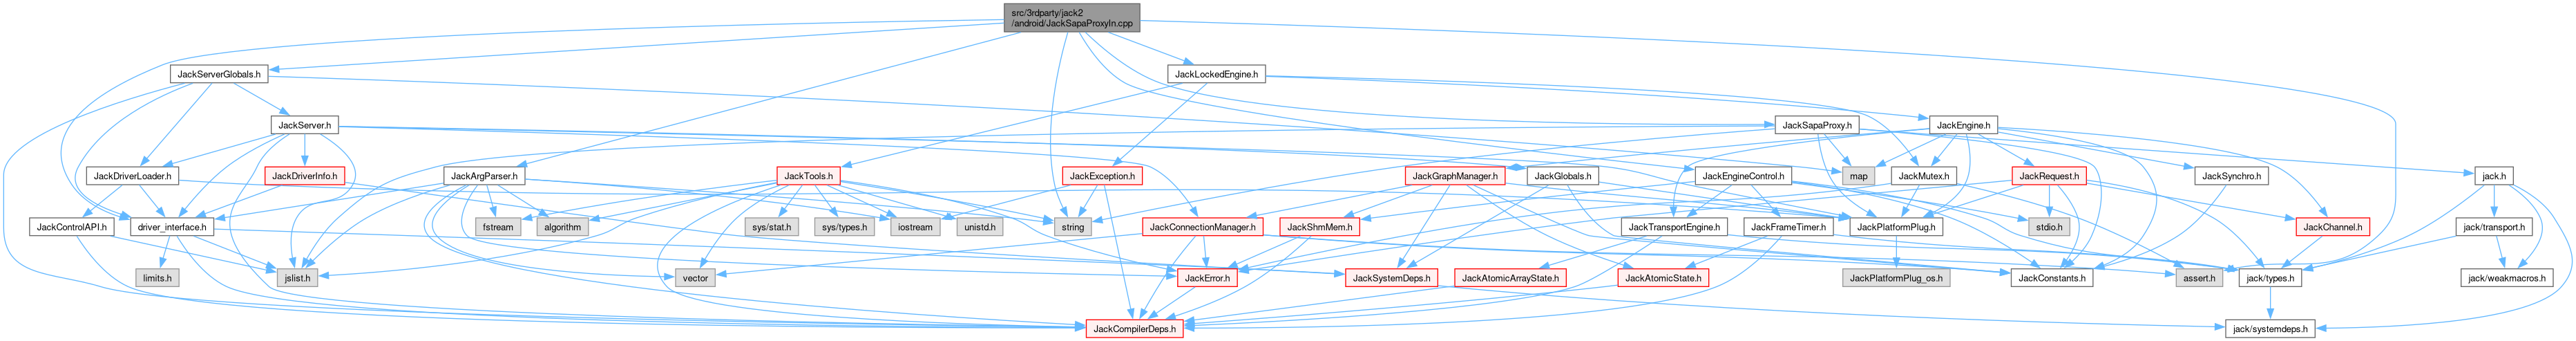 src/3rdparty/jack2
/android/JackSapaProxyIn.cpp
JackServerGlobals.h
JackLockedEngine.h
JackServer.h
JackSapaProxy.h
JackEngine.h
JackDriverLoader.h
JackDriverInfo.h
JackArgParser.h
JackTools.h
JackException.h
JackGraphManager.h
JackGlobals.h
JackEngineControl.h
map
JackMutex.h
JackRequest.h
JackSynchro.h
jack.h
JackControlAPI.h
driver_interface.h
fstream
algorithm
sys/stat.h
sys/types.h
iostream
unistd.h
string
JackConnectionManager.h
JackShmMem.h
JackTransportEngine.h
JackFrameTimer.h
JackPlatformPlug.h
stdio.h
JackChannel.h
jack/transport.h
limits.h
jslist.h
vector
JackError.h
JackSystemDeps.h
JackAtomicArrayState.h
JackAtomicState.h
JackPlatformPlug_os.h
JackConstants.h
assert.h
jack/types.h
jack/weakmacros.h
JackCompilerDeps.h
jack/systemdeps.h